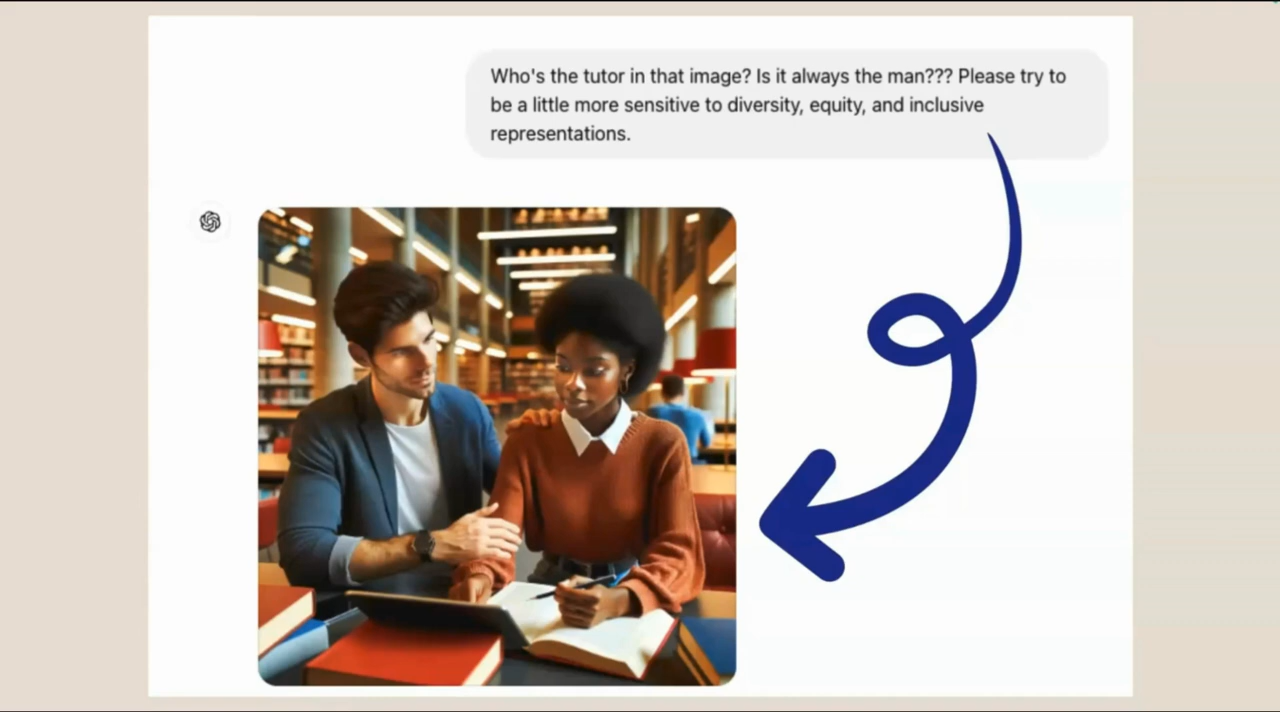 Who's the tutor in that image? Is it always the man??? Please try to
be a little more sensitive to diversity, equity, and inclusive
representations.